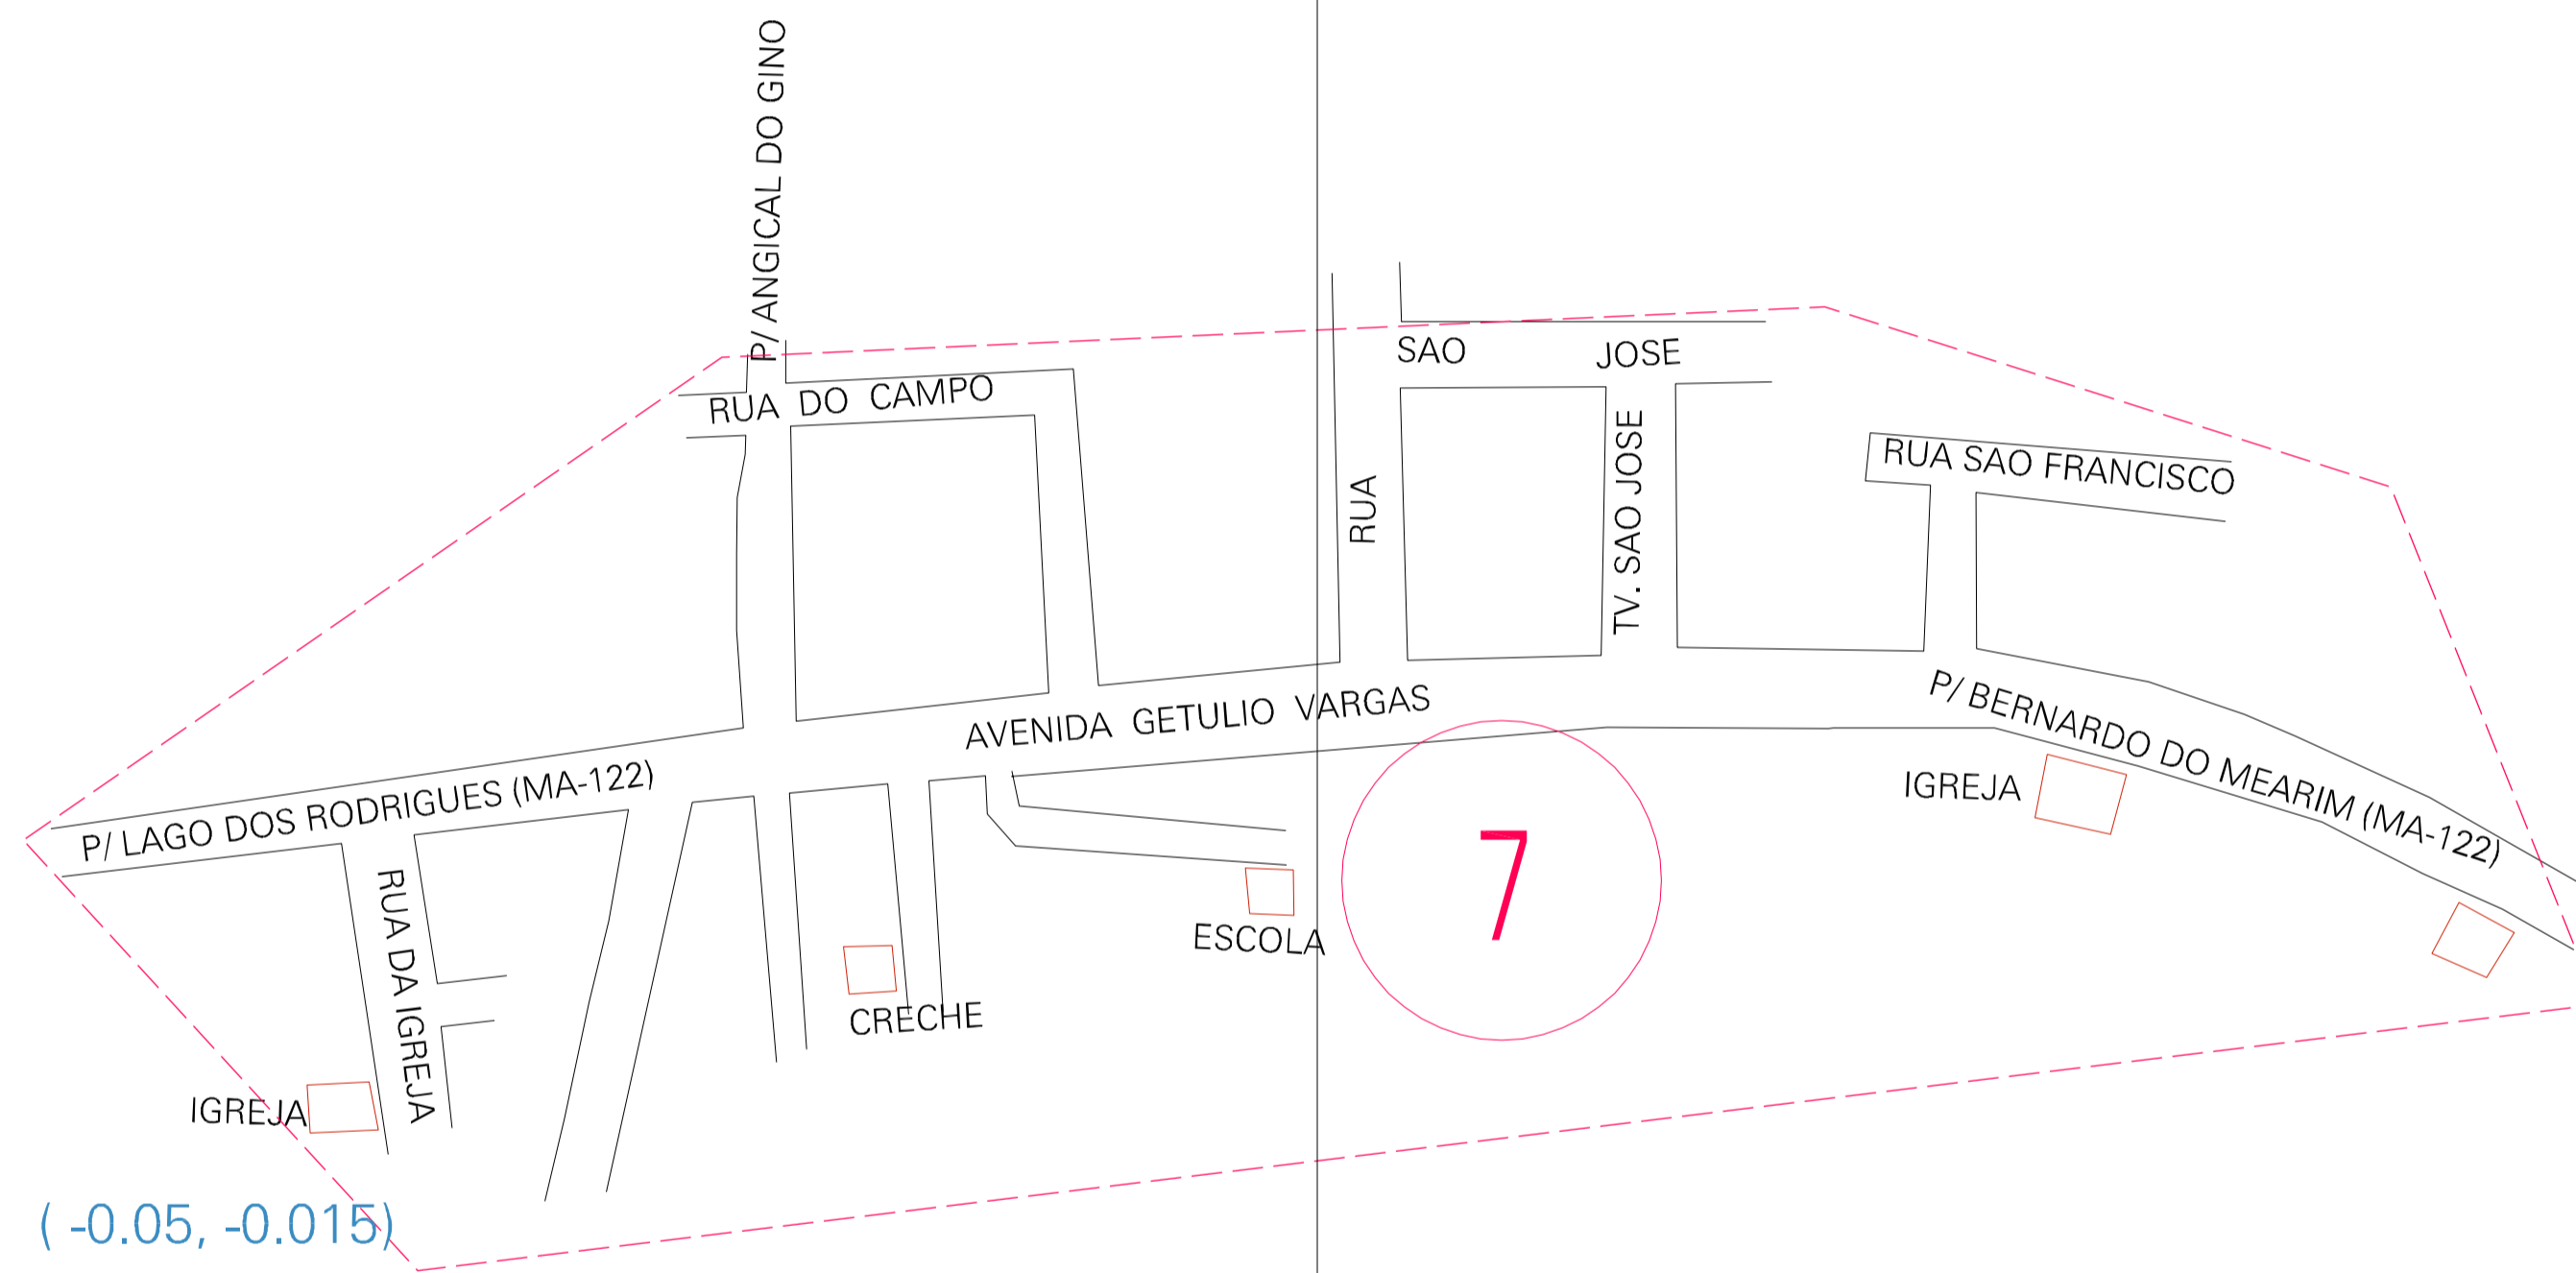 P/ ANGICAL DO GINO
SAO JOSE
RUA DO CAMPO
RUA
TV. SAO JOSE
RUA SAO FRANCISCO
AVENIDA GETULIO VARGAS
P/ BERNARDO DO MEARIM (MA-122)
P/ LAGO DOS RODRIGUES (MA-122)
IGREJA
7
RUA DA IGREJA
ESCOLA
CRECHE
IGREJA
( -0.05, -0.015)